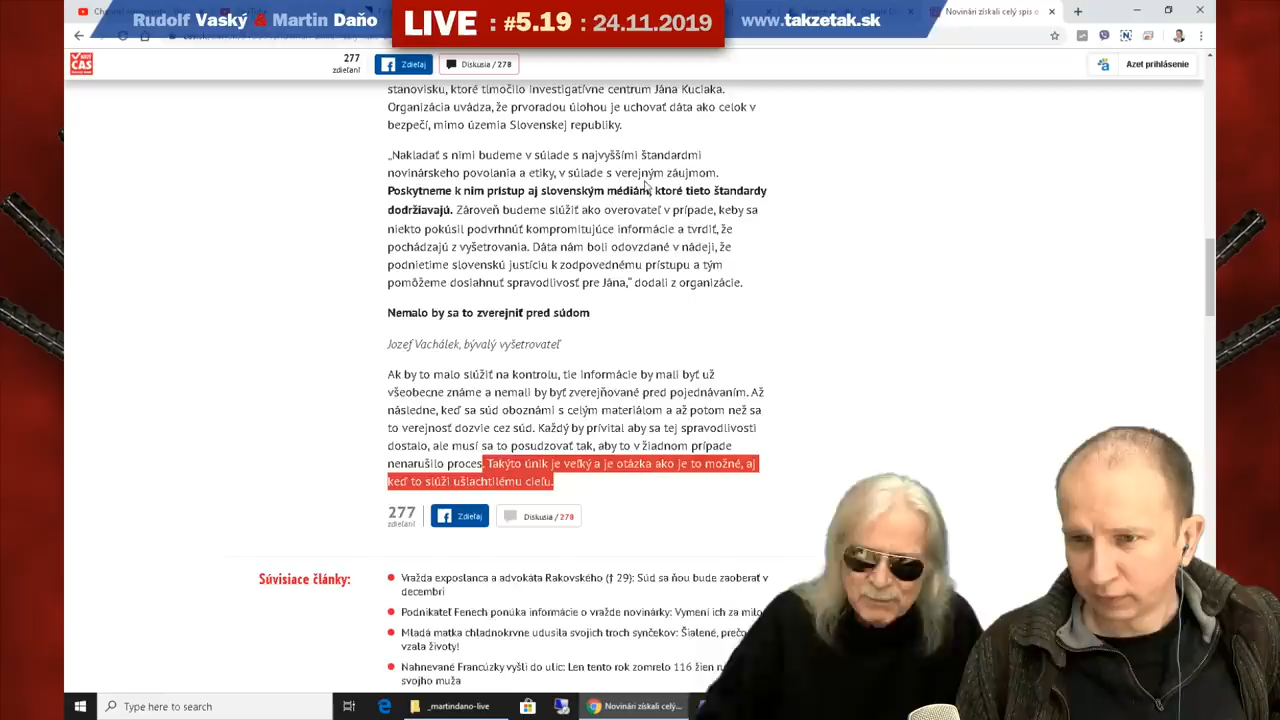 Rudolf Vaský & Martin Daňo
LIVE : #5.19 : 24.11.2019
www.takzetak.sk
Novinári získali celý spis o
NOVÝ ČAS
277
zdieľaní
Zdieľaj
Diskusia / 278
Azet prihlásenie
stanovisku, ktoré tlmočilo Investigatívne centrum Jána Kuciaka.
Organizácia uvádza, že prvoradou úlohou je uchovať dáta ako celok v
bezpečí, mimo územia Slovenskej republiky.
„Nakladať s nimi budeme v súlade s najvyššími štandardmi
novinárskeho povolania a etiky, v súlade s verejným záujmom.
Poskytneme k nim prístup aj slovenským médiám, ktoré tieto štandardy
dodržiavajú. Zároveň budeme slúžiť ako overovateľ v prípade, keby sa
niekto pokúsil podvrhnúť kompromitujúce informácie a tvrdiť, že
pochádzajú z vyšetrovania. Dáta nám boli odovzdané v nádeji, že
podnietime slovenskú justíciu k zodpovednému prístupu a tým
pomôžeme dosiahnuť spravodlivosť pre Jána,“ dodali z organizácie.
Nemalo by sa to zverejniť pred súdom
Jozef Vachálek, bývalý vyšetrovateľ
Ak by to malo slúžiť na kontrolu, tie informácie by mali byť už
všeobecne známe a nemali by byť zverejňované pred pojednávaním. Až
následne, keď sa súd oboznámi s celým materiálom a až potom než sa
to verejnosť dozvie cez súd. Každý by privítal aby sa tej spravodlivosti
dostalo, ale musí sa to posudzovať tak, aby to v žiadnom prípade
nenarušilo proces. Takýto únik je veľký a je otázka ako je to možné, aj
keď to slúži ušlachtilému cieľu.
277
zdieľaní
Zdieľaj
Diskusia / 278
Súvisiace články:
Vražda exposlanca a advokáta Rakovského († 29): Súd sa ňou bude zaoberať v
decembri
Podnikateľ Fenech ponúka informácie o vražde novinárky: Vymení ich za milo
Mladá matka chladnokrvne udusila svojich troch synčekov: Šialené, prečo
vzala životy!
Nahnevané Francúzky vyšli do ulíc: Len tento rok zomrelo 116 žien
svojho muža
Type here to search
_martindano-live
Novinári získali celý...